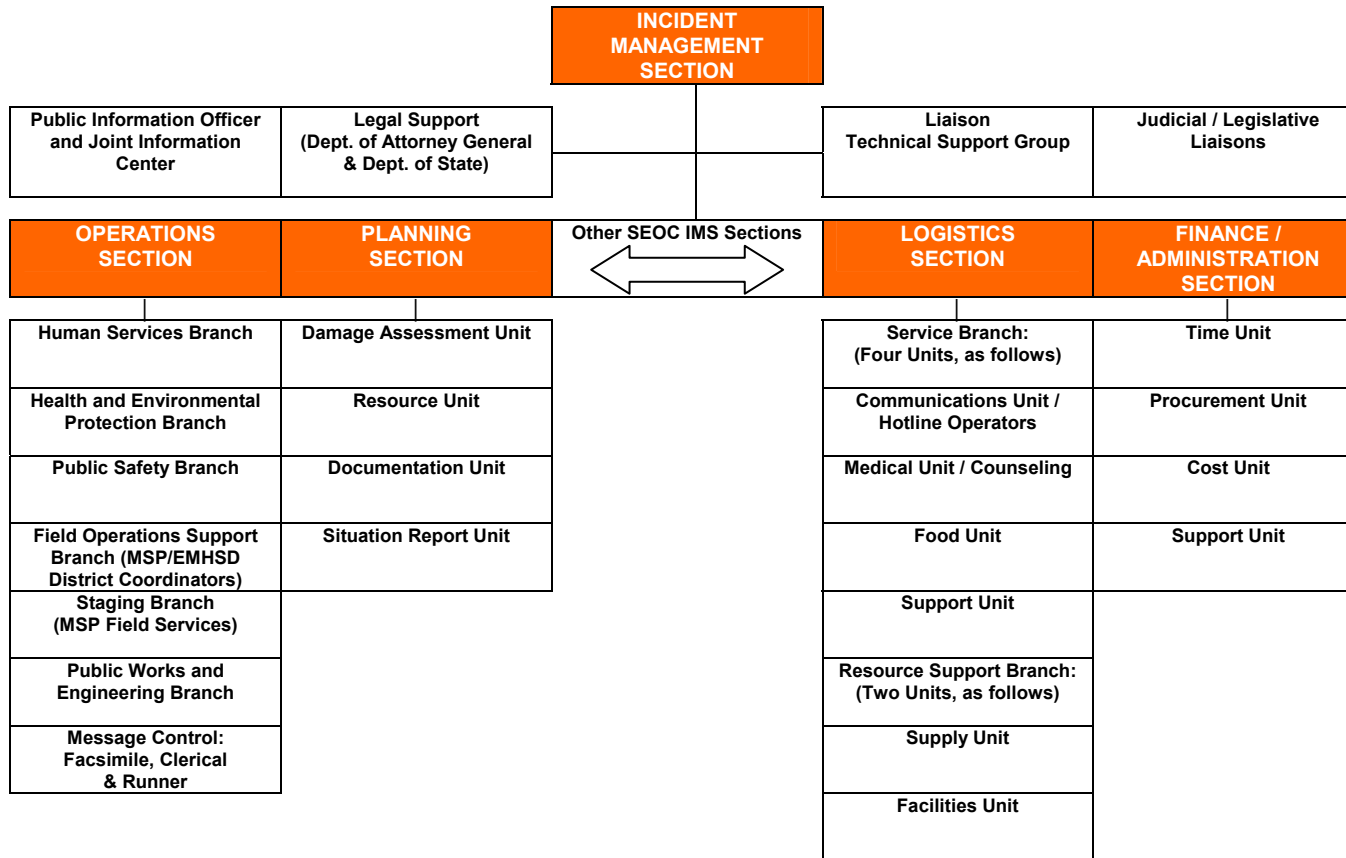 INCIDENT
MANAGEMENT
SECTION
Public Information Officer
and Joint Information
Center
Legal Support
(Dept. of Attorney General
& Dept. of State)
Liaison
Technical Support Group
Judicial / Legislative
Liaisons
OPERATIONS
SECTION
PLANNING
SECTION
Other SEOC IMS Sections
LOGISTICS
SECTION
FINANCE /
ADMINISTRATION
SECTION
Human Services Branch
Health and Environmental
Protection Branch
Public Safety Branch
Field Operations Support
Branch (MSP/EMHSD
District Coordinators)
Staging Branch
(MSP Field Services)
Public Works and
Engineering Branch
Message Control:
Facsimile, Clerical
& Runner
Damage Assessment Unit
Resource Unit
Documentation Unit
Situation Report Unit
Service Branch:
(Four Units, as follows)
Communications Unit /
Hotline Operators
Medical Unit / Counseling
Food Unit
Support Unit
Resource Support Branch:
(Two Units, as follows)
Supply Unit
Facilities Unit
Time Unit
Procurement Unit
Cost Unit
Support Unit